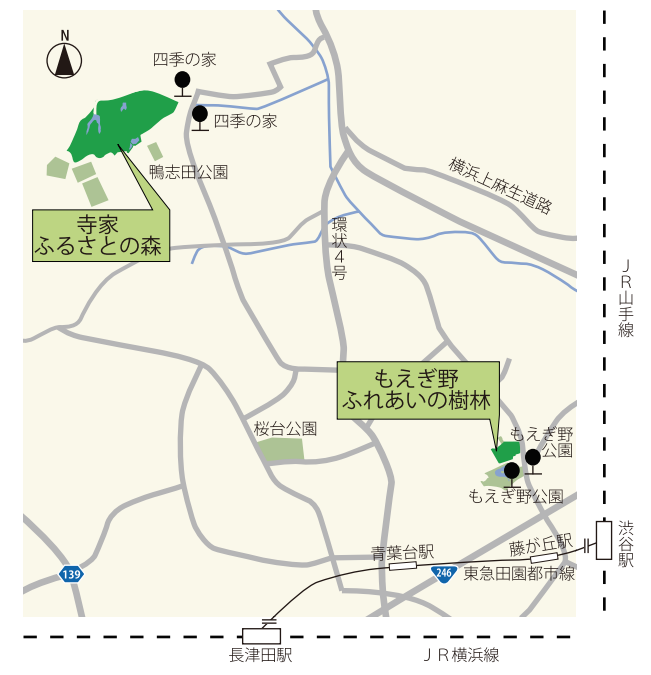 N
四季の家
四季の家
鴨志田公園
寺家
ふるさとの森
横浜上麻生道路
環状4号
JR山手線
もえぎ野
ふれあいの樹林
桜台公園
もえぎ野
公園
もえぎ野公園
渋谷駅
藤が丘駅
青葉台駅
139
246
東急田園都市線
長津田駅
JR横浜線